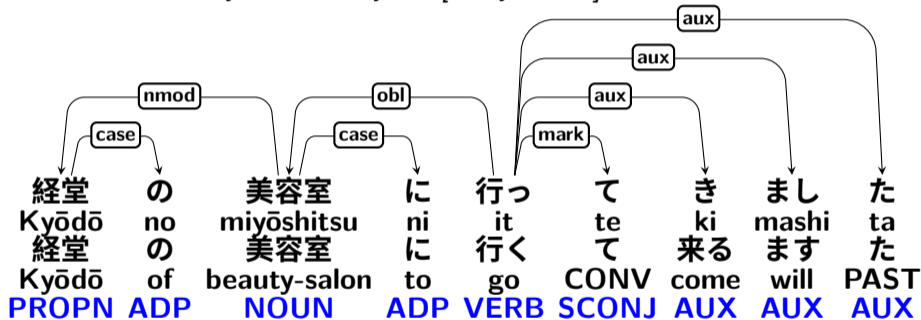 aux
aux
nmod obl aux
case case mark
経堂 の 美容室 に 行っ て き まし た
Kyōdō no miyōshitsu ni it te ki mashi ta
経堂 の 美容室 に 行く て 来る ます た
Kyōdō of beauty-salon to go CONV come will PAST
PROPN ADP NOUN ADP VERB SCONJ AUX AUX AUX